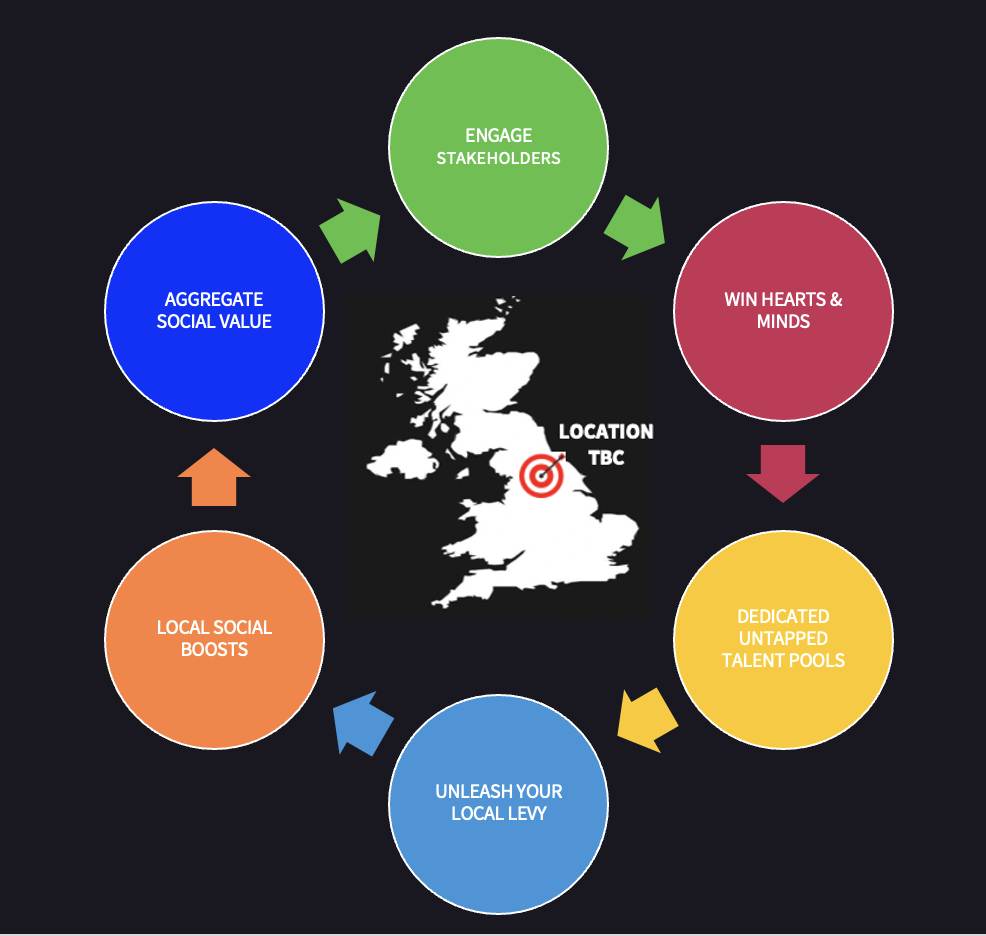 ENGAGE
STAKEHOLDERS
WIN HEARTS &
MINDS
DEDICATED
UNTAPPED
TALENT POOLS
UNLEASH YOUR
LOCAL LEVY
LOCAL SOCIAL
BOOSTS
AGGREGATE
SOCIAL VALUE
LOCATION
TBC